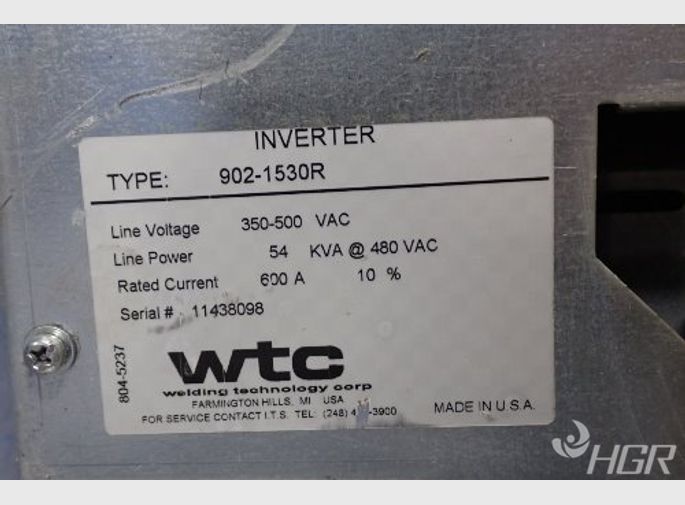 INVERTER
TYPE: 902-1530R
Line Voltage 350-500 VAC
Line Power 54 KVA @ 480 VAC
Rated Current 600 A 10 %
Serial # 11438098
804-5237
wtc
welding technology corp
FARMINGTON HILLS, MI USA
FOR SERVICE CONTACT I.T.S. TEL: (248) -3900
MADE IN U.S.A.
HGR